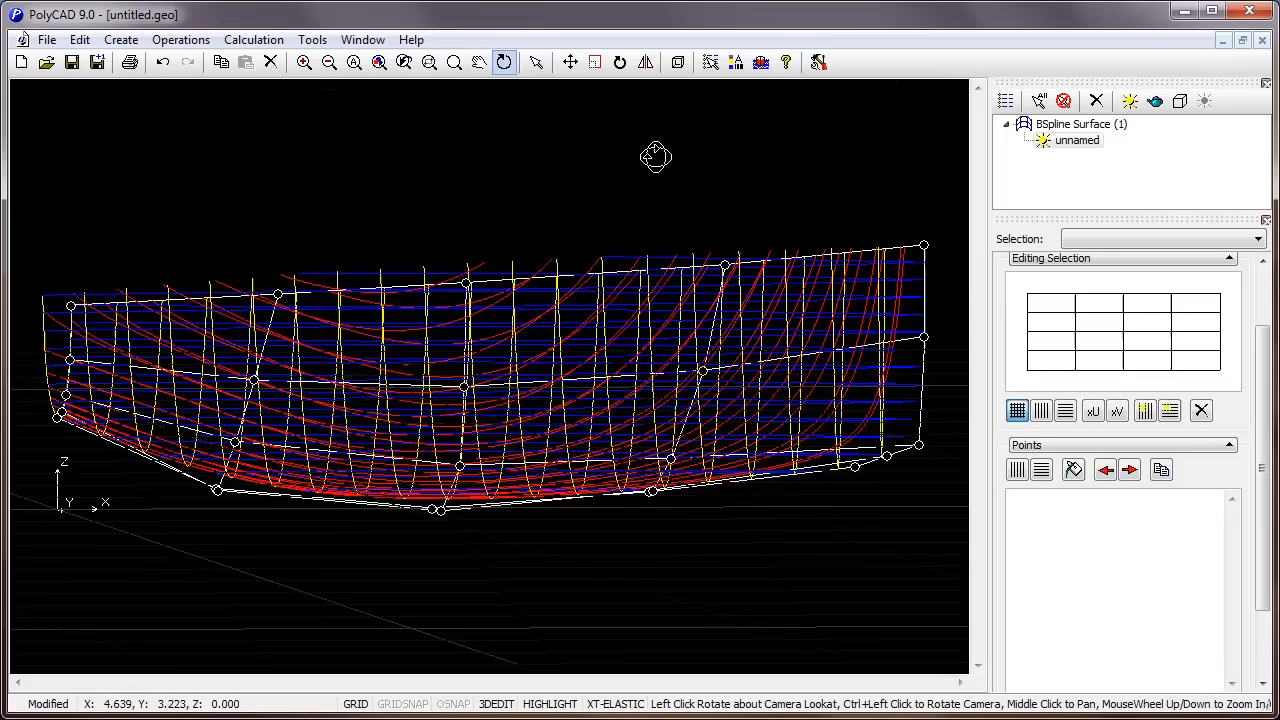 PolyCAD 9.0 - [untitled.geo]
File Edit Create Operations Calculation Tools Window Help
BSpline Surface (1)
unnamed
Selection:
Editing Selection
xU xV
Points
Z
Y X
Modified X: 4.639, Y: 3.223, Z: 0.000 GRID GRIDSNAP OSNAP 3DEDIT HIGHLIGHT XT-ELASTIC Left Click Rotate about Camera Lookat, Ctrl+Left Click to Rotate Camera, Middle Click to Pan, MouseWheel Up/Down to Zoom In/